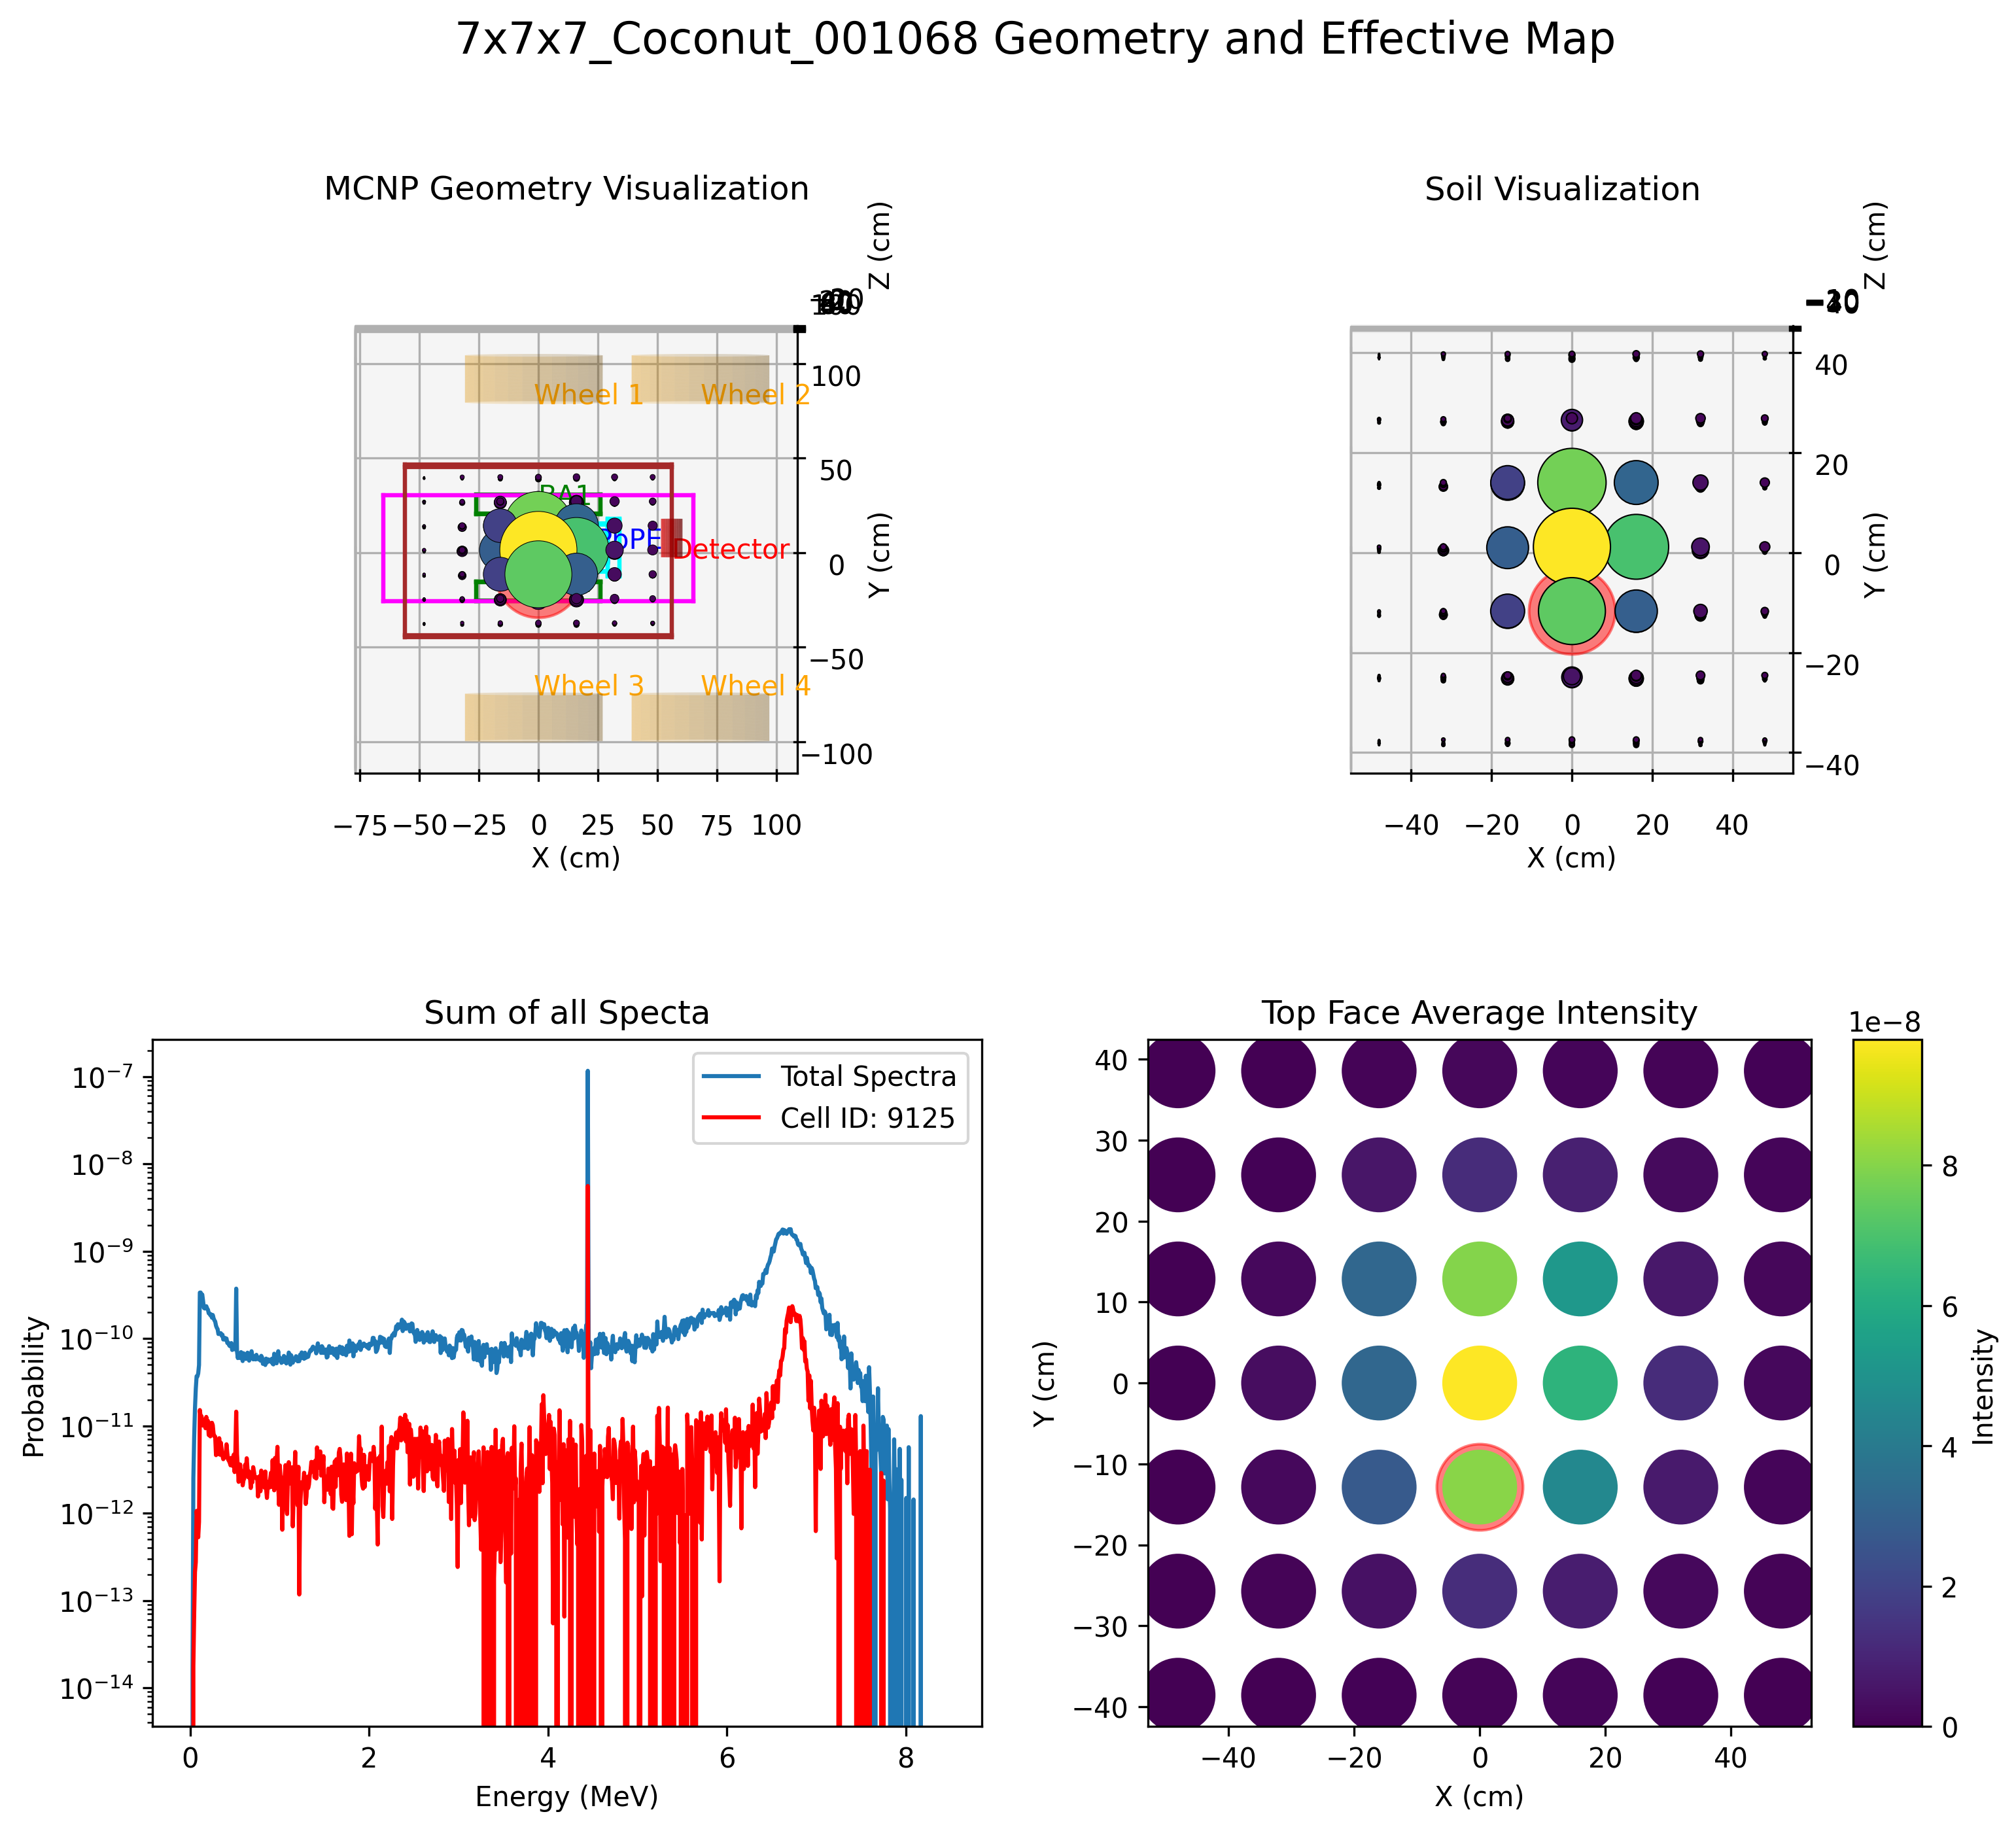 7x7x7_Coconut_001068 Geometry and Effective Map
MCNP Geometry Visualization
Z (cm)
Wheel 1
Wheel 2
BA1
PbPE
Detector
Wheel 3
Wheel 4
100
50
0
−50
−100
Y (cm)
−75 −50 −25 0 25 50 75 100
X (cm)
Soil Visualization
Z (cm)
40
20
0
−20
−40
Y (cm)
−40 −20 0 20 40
X (cm)
Sum of all Specta
Total Spectra
Cell ID: 9125
10−7
10−8
10−9
10−10
10−11
10−12
10−13
10−14
Probability
0 2 4 6 8
Energy (MeV)
Top Face Average Intensity
40
30
20
10
0
−10
−20
−30
−40
Y (cm)
−40 −20 0 20 40
X (cm)
1e−8
8
6
4
2
0
Intensity